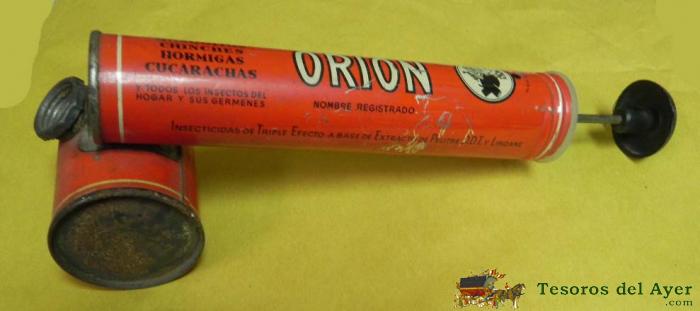 CHINCHES
HORMIGAS
CUCARACHAS
Y TODOS LOS INSECTOS DEL
HOGAR Y SUS GERMENES
ORION
NOMBRE REGISTRADO
INSECTICIDAS DE TRIPLE EFECTO A BASE DE EXTRACTO DE PELITRE D.D.T. Y LINDANE
Tesoros del Ayer
.com